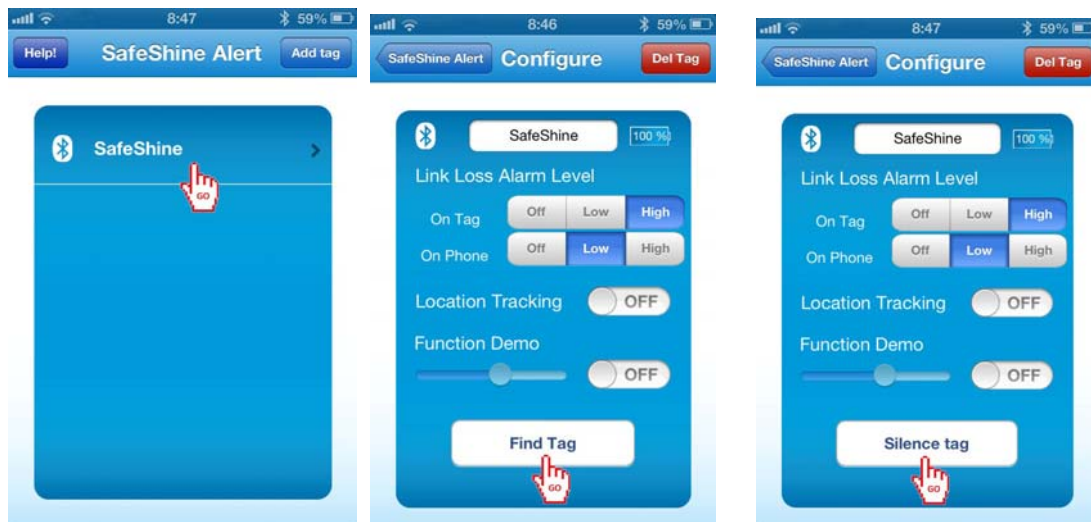 8:47
59%
Help!
SafeShine Alert
Add tag
SafeShine
GO
8:46
59%
SafeShine Alert
Configure
Del Tag
SafeShine
100 %
Link Loss Alarm Level
On Tag
Off
Low
High
On Phone
Off
Low
High
Location Tracking
OFF
Function Demo
OFF
Find Tag
GO
8:47
59%
SafeShine Alert
Configure
Del Tag
SafeShine
100 %
Link Loss Alarm Level
On Tag
Off
Low
High
On Phone
Off
Low
High
Location Tracking
OFF
Function Demo
OFF
Silence tag
GO